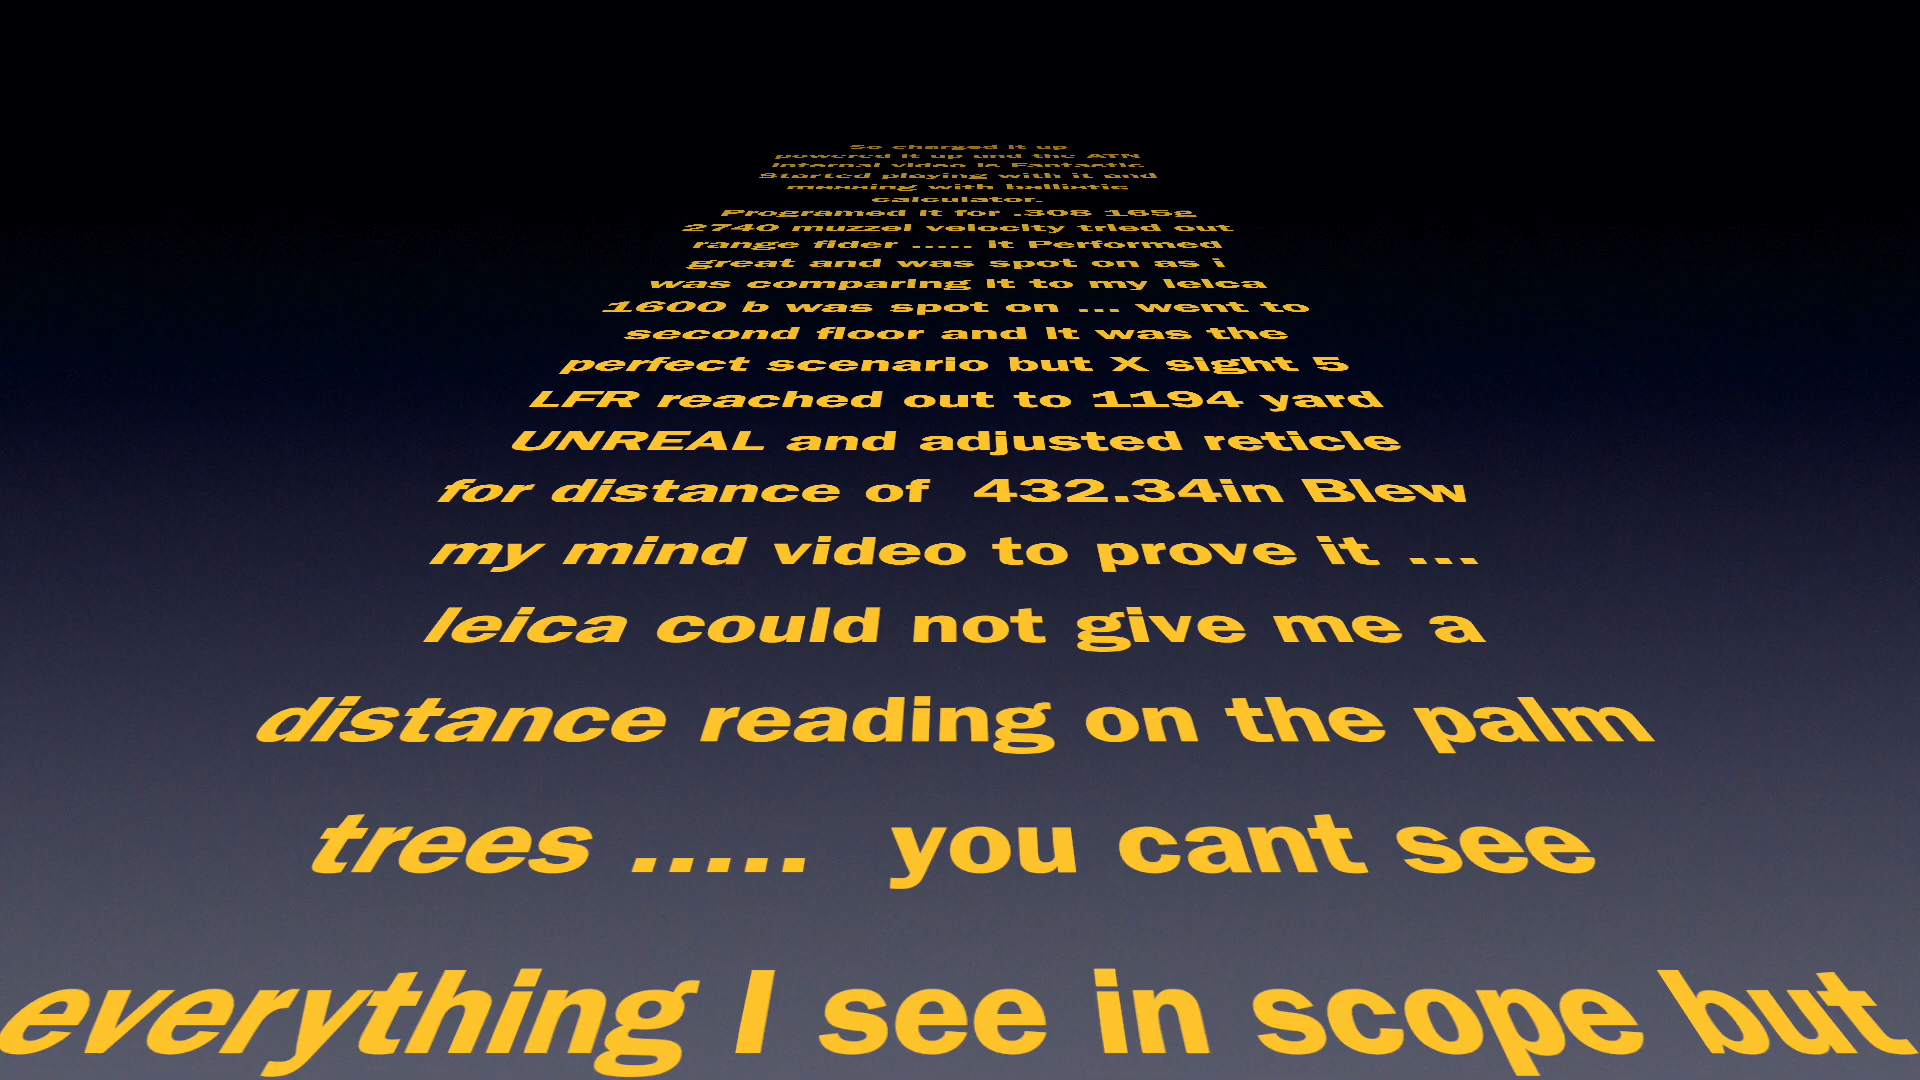 So charged it up
powered it up und the ATN
internal video is Fantastic
Started playing with it and
messing with ballistic
calculator.
Programed it for .308 165g
2740 muzzel velocity tried out
range fider ..... it Performed
great and was spot on as i
was comparing it to my leica
1600 b was spot on ... went to
second floor and it was the
perfect scenario but X sight 5
LFR reached out to 1194 yard
UNREAL and adjusted reticle
for distance of 432.34in Blew
my mind video to prove it ...
leica could not give me a
distance reading on the palm
trees ..... you cant see
everything I see in scope but